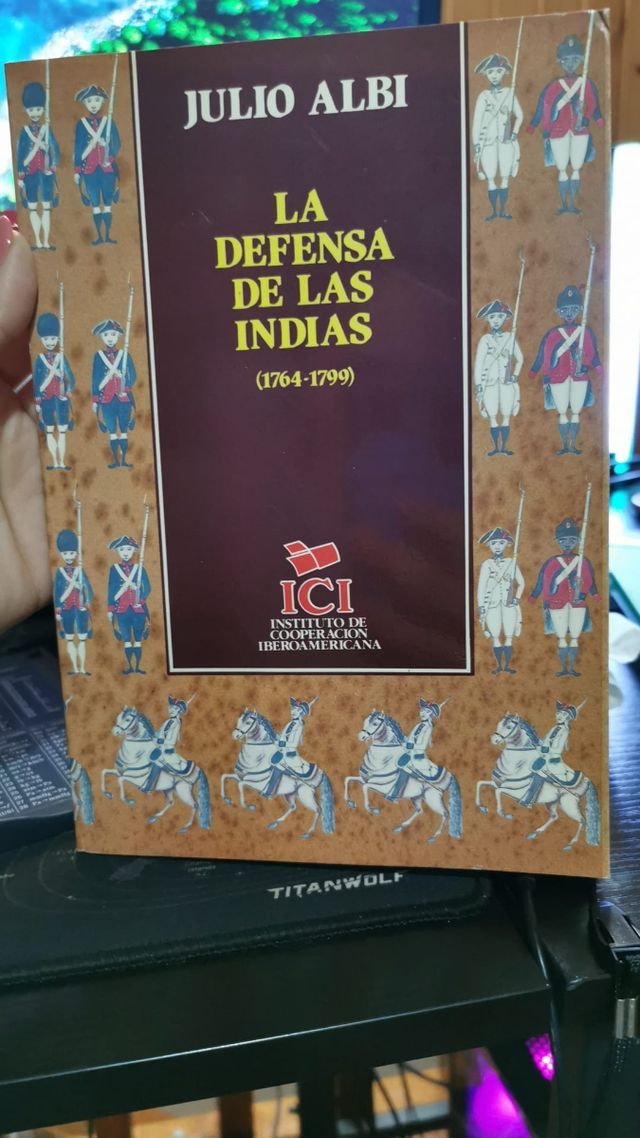 JULIO ALBI
LA
DEFENSA
DE LAS
INDIAS
(1764-1799)
ICI
INSTITUTO DE
COOPERACION
IBEROAMERICANA
TITANWOLF